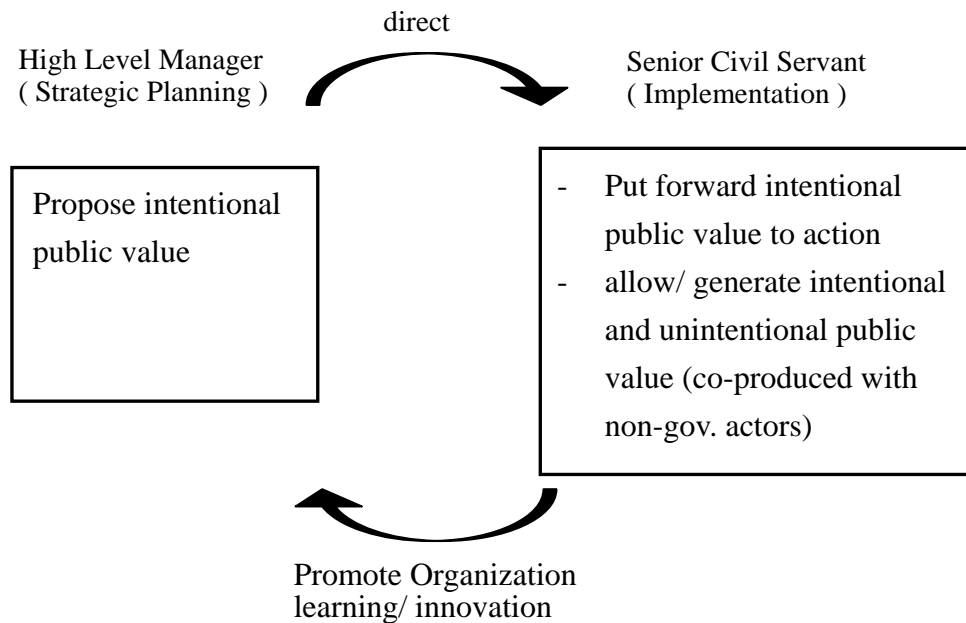 direct
High Level Manager
( Strategic Planning )
Senior Civil Servant
( Implementation )
Propose intentional
public value
- Put forward intentional
public value to action
- allow/ generate intentional
and unintentional public
value (co-produced with
non-gov. actors)
Promote Organization
learning/ innovation